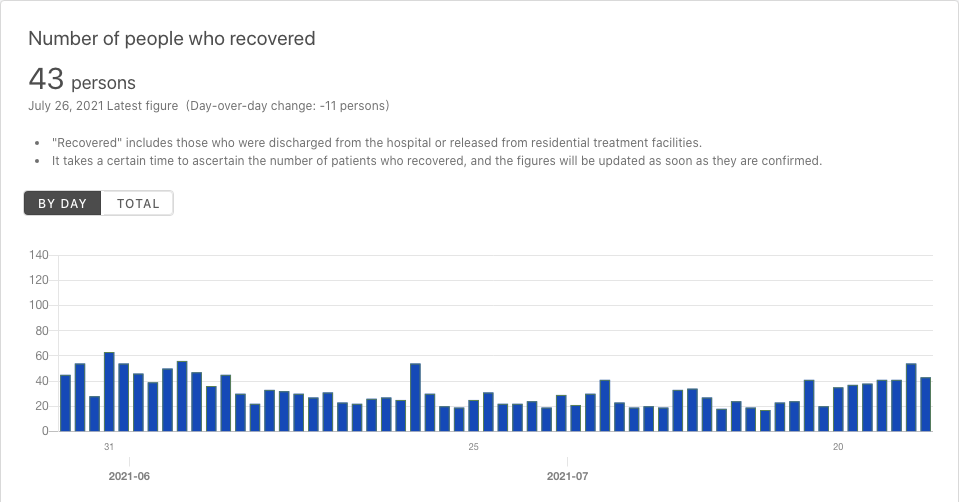 Number of people who recovered
43 persons
July 26, 2021 Latest figure (Day-over-day change: -11 persons)
• "Recovered" includes those who were discharged from the hospital or released from residential treatment facilities.
• It takes a certain time to ascertain the number of patients who recovered, and the figures will be updated as soon as they are confirmed.
BY DAY TOTAL
140
120
100
80
60
40
20
0
31 25 20
2021-06 2021-07